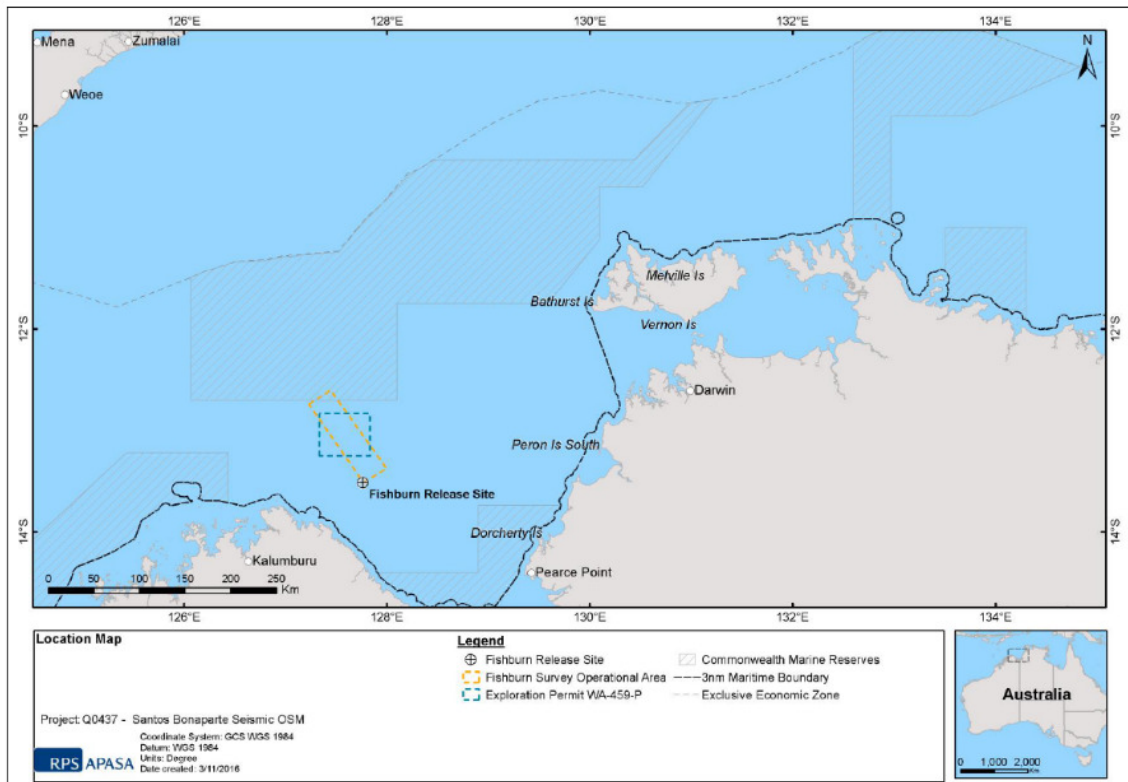 126°E 128°E 130°E 132°E 134°E
Mena
Zumalai
N
Weoe
10°S
10°S
Melville Is
Bathurst Is
12°S
Vernon Is
12°S
Darwin
Peron Is South
Fishburn Release Site
14°S
Dorcherty Is
14°S
Kalumburu
Pearce Point
0 50 100 150 200 250
Km
126°E 128°E 130°E 132°E 134°E
Location Map
Legend
Fishburn Release Site
Commonwealth Marine Reserves
Fishburn Survey Operational Area
3nm Maritime Boundary
Exploration Permit WA-459-P
Exclusive Economic Zone
Project: Q0437 - Santos Bonaparte Seismic OSM
Coordinate System: GCS WGS 1984
Datum: WGS 1984
Units: Degree
Date created: 3/11/2016
RPS APASA
Australia
0 1,000 2,000
Km